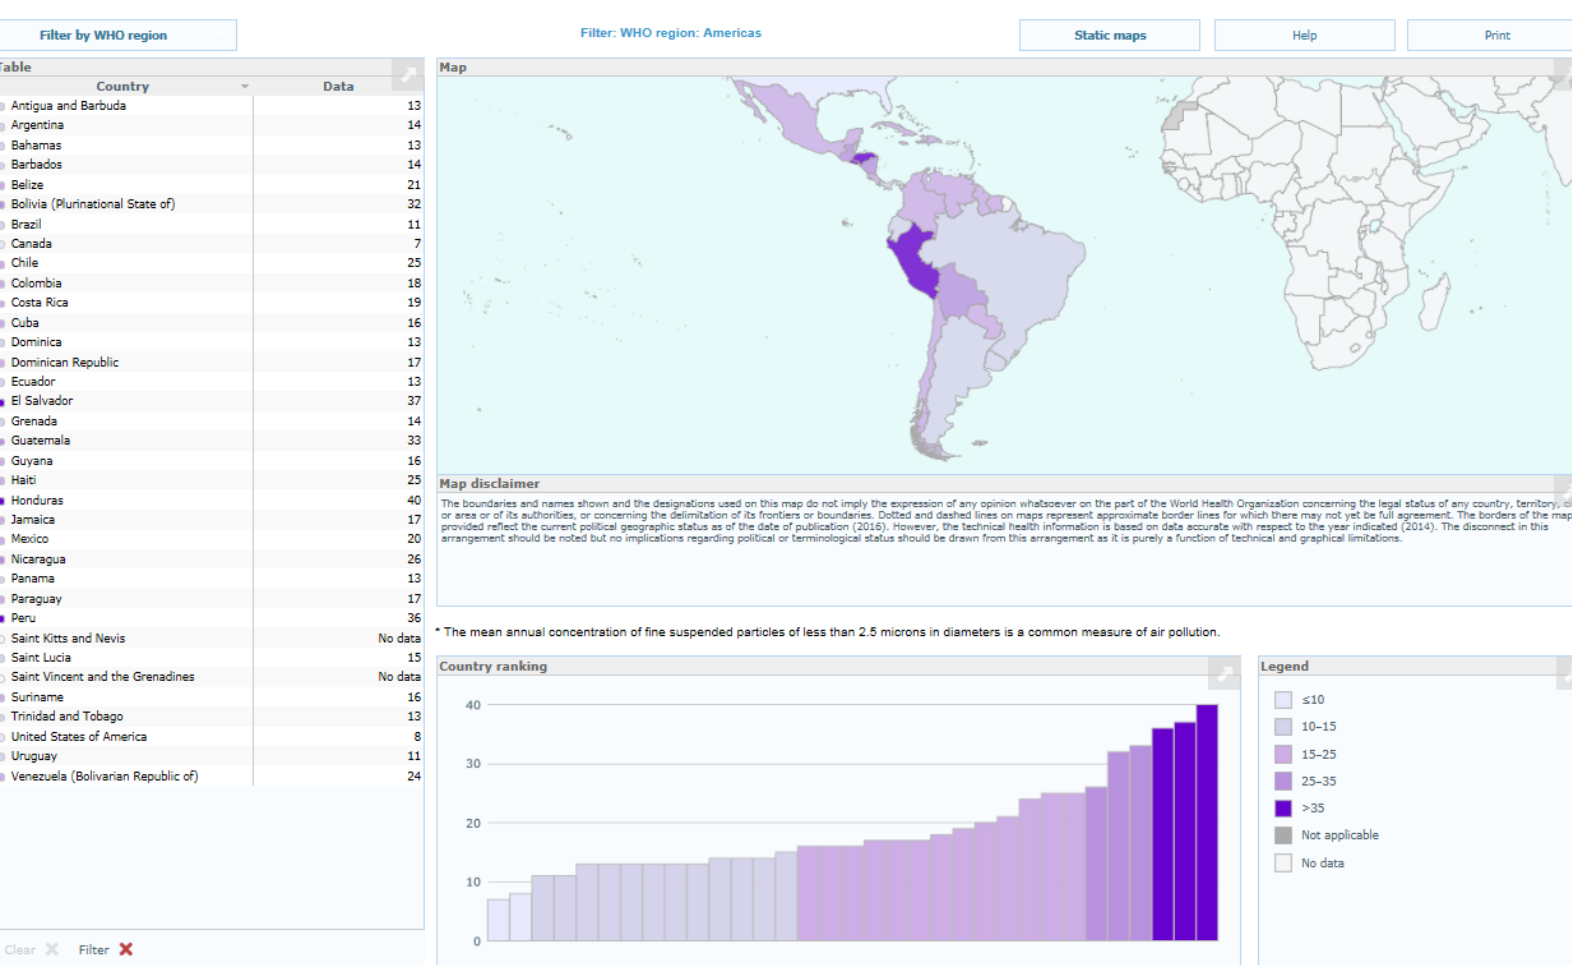 Filter by WHO region
Filter: WHO region: Americas
Static maps
Help
Print
Table
Country Data
Antigua and Barbuda 13
Argentina 14
Bahamas 13
Barbados 14
Belize 21
Bolivia (Plurinational State of) 32
Brazil 11
Canada 7
Chile 25
Colombia 18
Costa Rica 19
Cuba 16
Dominica 13
Dominican Republic 17
Ecuador 13
El Salvador 37
Grenada 14
Guatemala 33
Guyana 16
Haiti 25
Honduras 40
Jamaica 17
Mexico 20
Nicaragua 26
Panama 13
Paraguay 17
Peru 36
Saint Kitts and Nevis No data
Saint Lucia 15
Saint Vincent and the Grenadines No data
Suriname 16
Trinidad and Tobago 13
United States of America 8
Uruguay 11
Venezuela (Bolivarian Republic of) 24
Clear Filter
Map
Map disclaimer
The boundaries and names shown and the designations used on this map do not imply the expression of any opinion whatsoever on the part of the World Health Organization concerning the legal status of any country, territory,
or area or of its authorities, or concerning the delimitation of its frontiers or boundaries. Dotted and dashed lines on maps represent approximate border lines for which there may not yet be full agreement. The borders of the map
provided reflect the current political geographic status as of the date of publication (2016). However, the technical health information is based on data accurate with respect to the year indicated (2014). The disconnect in this
arrangement should be noted but no implications regarding political or terminological status should be drawn from this arrangement as it is purely a function of technical and graphical limitations.
* The mean annual concentration of fine suspended particles of less than 2.5 microns in diameters is a common measure of air pollution.
Country ranking
40
30
20
10
0
Legend
≤10
10–15
15–25
25–35
>35
Not applicable
No data